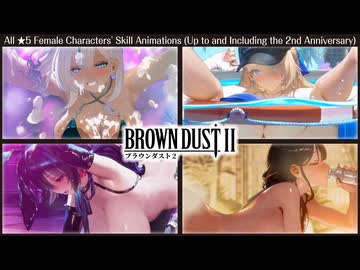 All ★5 Female Characters' Skill Animations (Up to and Including the 2nd Anniversary)
BROWN DUST II
ブラウンダスト2